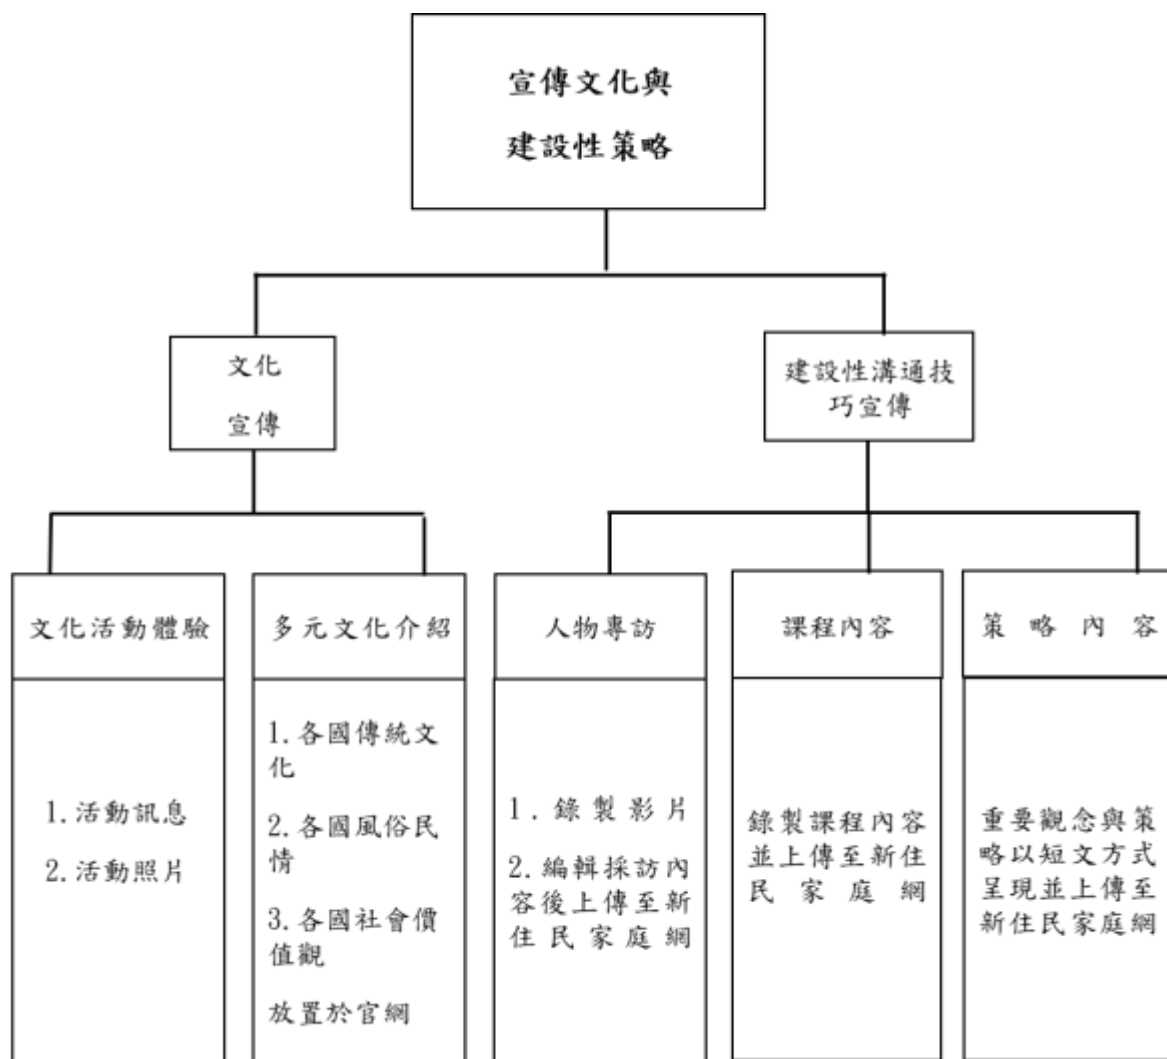 宣傳文化與
建設性策略
文化
宣傳
建設性溝通技
巧宣傳
文化活動體驗
1.活動訊息
2.活動照片
多元文化介紹
1.各國傳統文
化
2.各國風俗民
情
3.各國社會價
值觀
放置於官網
人物專訪
1.錄製影片
2.編輯採訪內
容後上傳至新
住民家庭網
課程內容
錄製課程內容
並上傳至新住
民家庭網
策略內容
重要觀念與策
略以短文方式
呈現並上傳至
新住民家庭網